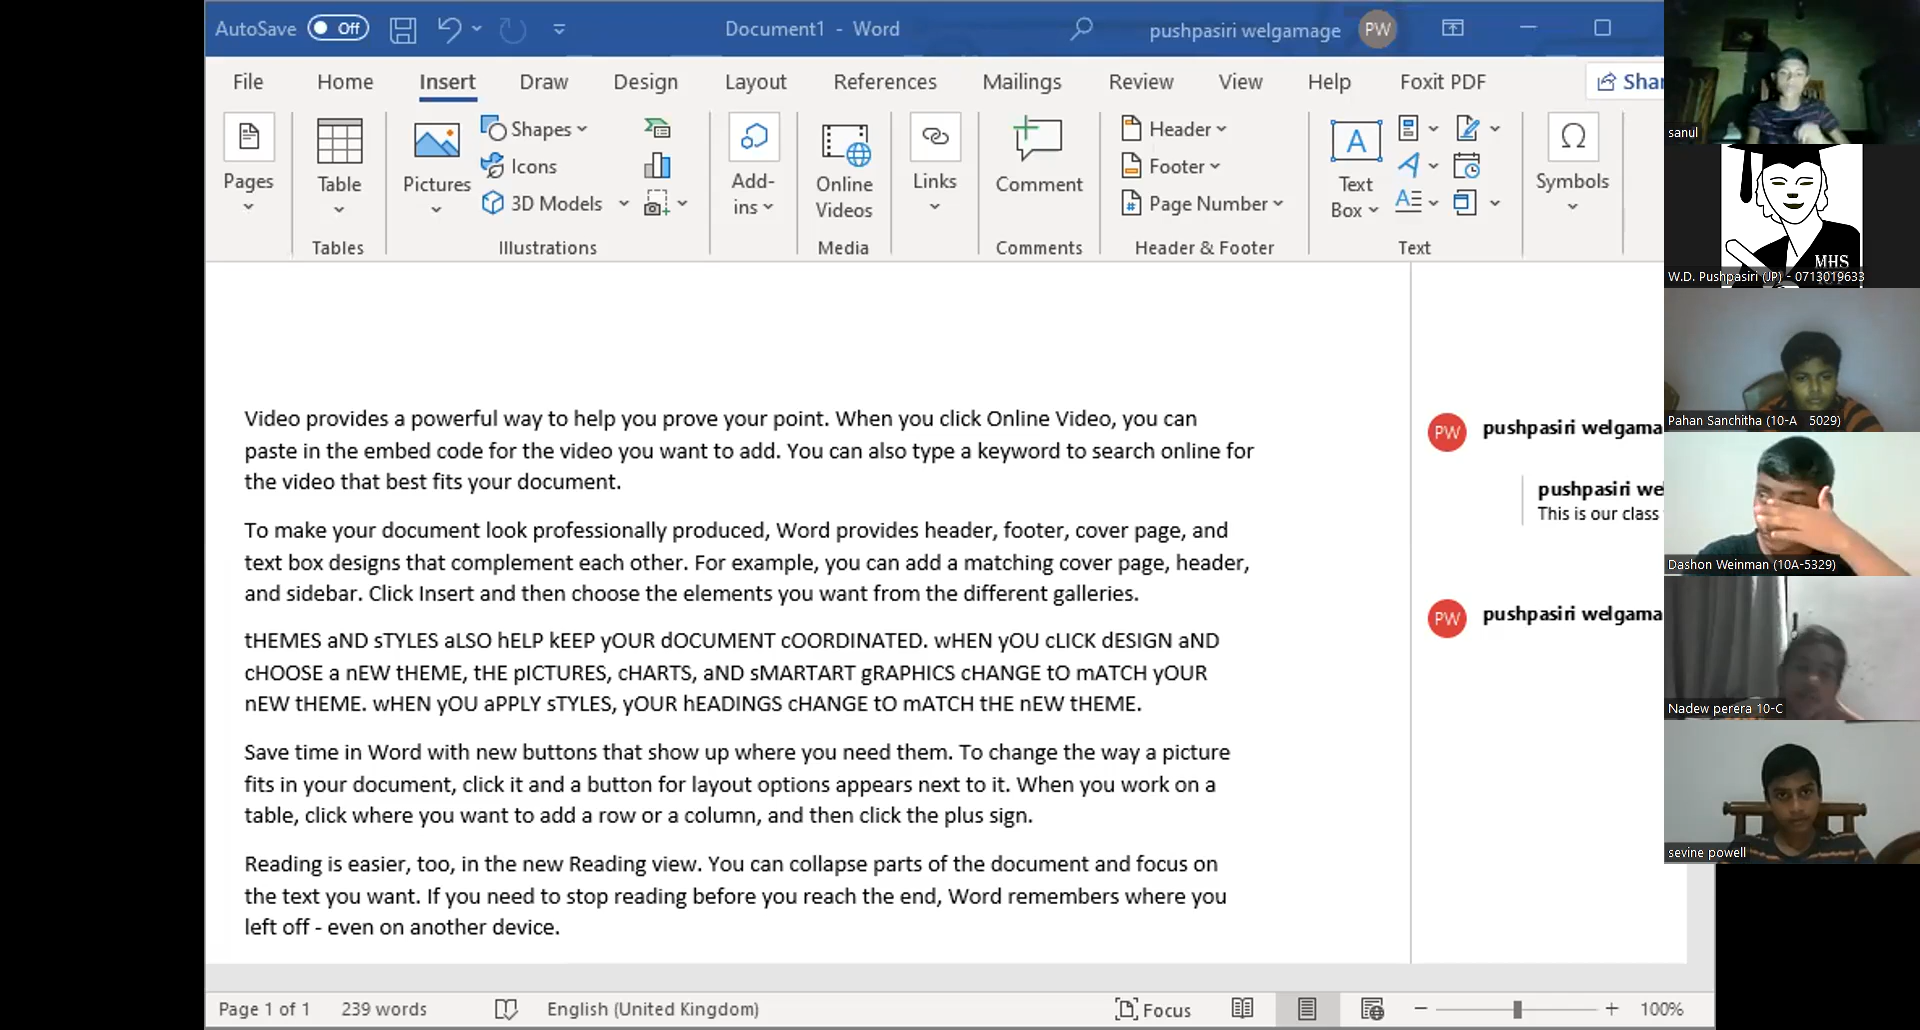 AutoSave Off Document1 - Word pushpasiri welgamage PW
File Home Insert Draw Design Layout References Mailings Review View Help Foxit PDF
Pages
Table
Pictures
Shapes
Icons
3D Models
Add-
ins
Online
Videos
Links
Comment
Header
Footer
Page Number
Text
Box
Symbols
Tables Illustrations Media Comments Header & Footer Text
Video provides a powerful way to help you prove your point. When you click Online Video, you can
paste in the embed code for the video you want to add. You can also type a keyword to search online for
the video that best fits your document.
To make your document look professionally produced, Word provides header, footer, cover page, and
text box designs that complement each other. For example, you can add a matching cover page, header,
and sidebar. Click Insert and then choose the elements you want from the different galleries.
tHEMES aND sTYLES aLSO hELP kEEP yOUR dOCUMENT cOORDINATED. wHEN yOU cLICK dESIGN aND
cHOOSE a nEW tHEME, tHE pICTURES, cHARTS, aND sMARTART gRAPHICS cHANGE tO mATCH yOUR
nEW tHEME. wHEN yOU aPPLY sTYLES, yOUR hEADINGS cHANGE tO mATCH tHE nEW tHEME.
Save time in Word with new buttons that show up where you need them. To change the way a picture
fits in your document, click it and a button for layout options appears next to it. When you work on a
table, click where you want to add a row or a column, and then click the plus sign.
Reading is easier, too, in the new Reading view. You can collapse parts of the document and focus on
the text you want. If you need to stop reading before you reach the end, Word remembers where you
left off - even on another device.
PW pushpasiri welgama
pushpasiri we
This is our class
PW pushpasiri welgama
Page 1 of 1 239 words English (United Kingdom) Focus 100%
sanul
MHS
W.D. Pushpasiri (JP) - 0713019633
Pahan Sanchitha (10-A 5029)
Dashon Weinman (10A-5329)
Nadew perera 10-C
sevine powell